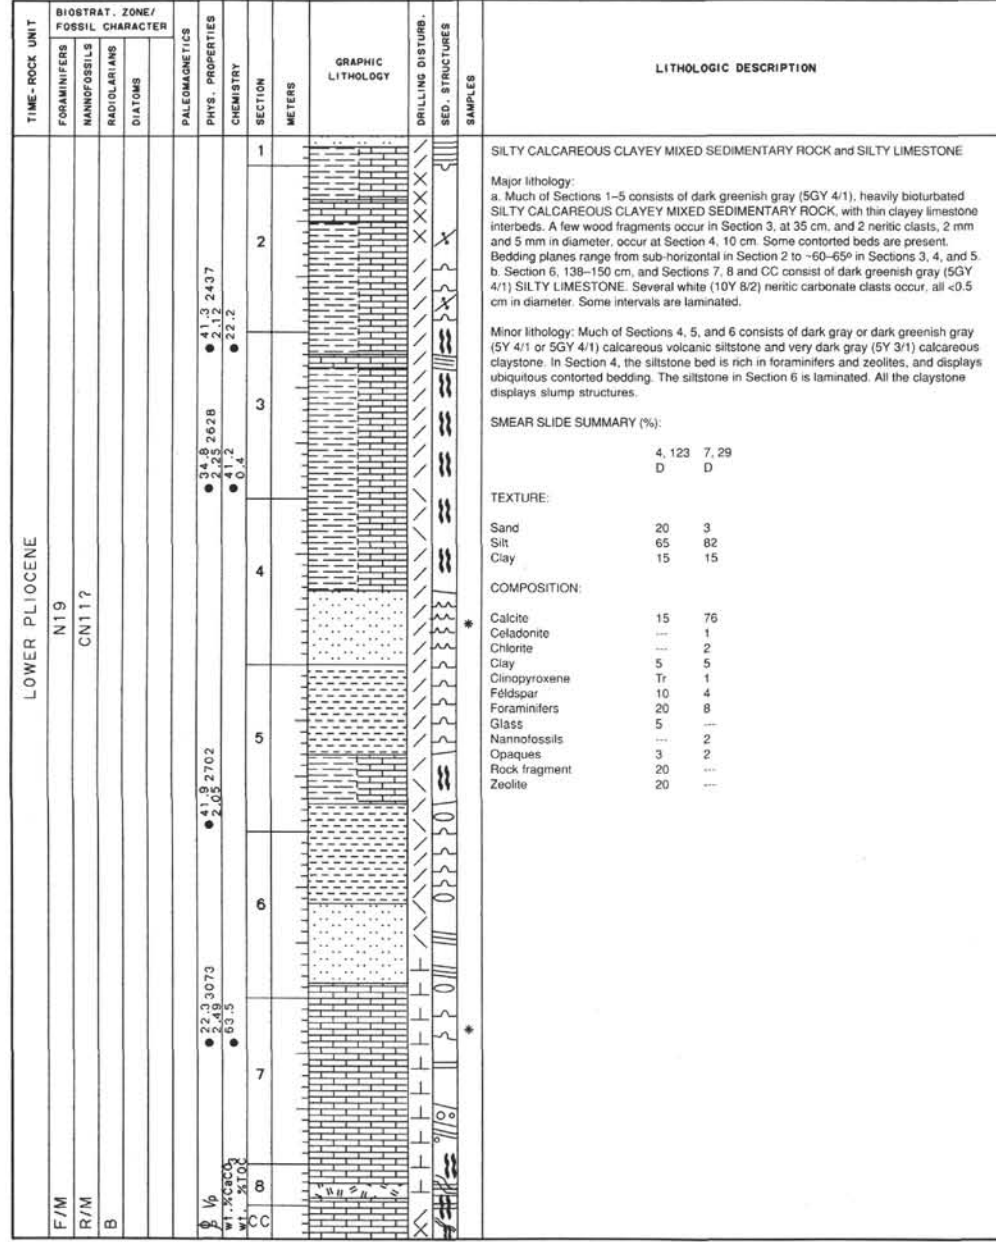 TIME-ROCK UNIT
BIOSTRAT. ZONE/
FOSSIL CHARACTER
FORAMINIFERS
NANNOFOSSILS
RADIOLARIANS
DIATOMS
PALEOMAGNETICS
PHYS. PROPERTIES
CHEMISTRY
SECTION
METERS
GRAPHIC
LITHOLOGY
DRILLING DISTURB.
SED. STRUCTURES
SAMPLES
LITHOLOGIC DESCRIPTION
LOWER PLIOCENE
N19
CN11?
F/M
R/M
B
41.3 2437
2.12
22.2
34.8 2628
2.25
41.2
0.4
41.9 2702
2.05
22.3 3073
2.49
63.5
Vp
wt.%CaCO3
wt. %TOC
1
2
3
4
5
6
7
8
CC
*
*
SILTY CALCAREOUS CLAYEY MIXED SEDIMENTARY ROCK and SILTY LIMESTONE
Major lithology:
a. Much of Sections 1–5 consists of dark greenish gray (5GY 4/1), heavily bioturbated
SILTY CALCAREOUS CLAYEY MIXED SEDIMENTARY ROCK, with thin clayey limestone
interbeds. A few wood fragments occur in Section 3, at 35 cm, and 2 neritic clasts, 2 mm
and 5 mm in diameter, occur at Section 4, 10 cm. Some contorted beds are present.
Bedding planes range from sub-horizontal in Section 2 to ~60–65º in Sections 3, 4, and 5.
b. Section 6, 138–150 cm, and Sections 7, 8 and CC consist of dark greenish gray (5GY
4/1) SILTY LIMESTONE. Several white (10Y 8/2) neritic carbonate clasts occur, all <0.5
cm in diameter. Some intervals are laminated.
Minor lithology: Much of Sections 4, 5, and 6 consists of dark gray or dark greenish gray
(5Y 4/1 or 5GY 4/1) calcareous volcanic siltstone and very dark gray (5Y 3/1) calcareous
claystone. In Section 4, the siltstone bed is rich in foraminifers and zeolites, and displays
ubiquitous contorted bedding. The siltstone in Section 6 is laminated. All the claystone
displays slump structures.
SMEAR SLIDE SUMMARY (%):
4, 123 7, 29
D D
TEXTURE:
Sand 20 3
Silt 65 82
Clay 15 15
COMPOSITION:
Calcite 15 76
Celadonite --- 1
Chlorite --- 2
Clay 5 5
Clinopyroxene Tr 1
Feldspar 10 4
Foraminifers 20 8
Glass 5 ---
Nannofossils --- 2
Opaques 3 2
Rock fragment 20 ---
Zeolite 20 ---